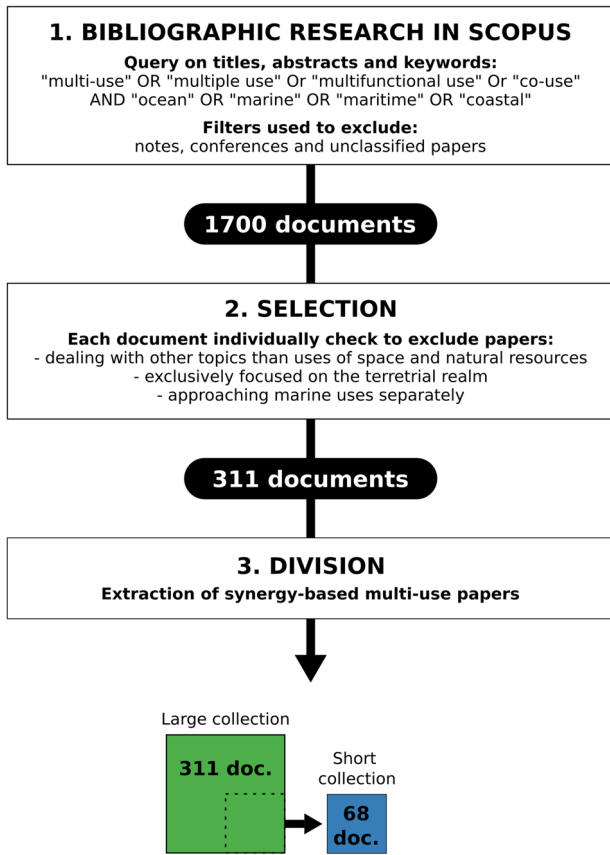 1. BIBLIOGRAPHIC RESEARCH IN SCOPUS
Query on titles, abstracts and keywords:
"multi-use" OR "multiple use" Or "multifunctional use" Or "co-use"
AND "ocean" OR "marine" OR "maritime" OR "coastal"
Filters used to exclude:
notes, conferences and unclassified papers
1700 documents
2. SELECTION
Each document individually check to exclude papers:
- dealing with other topics than uses of space and natural resources
- exclusively focused on the terretrial realm
- approaching marine uses separately
311 documents
3. DIVISION
Extraction of synergy-based multi-use papers
Large collection
311 doc.
Short
collection
68
doc.